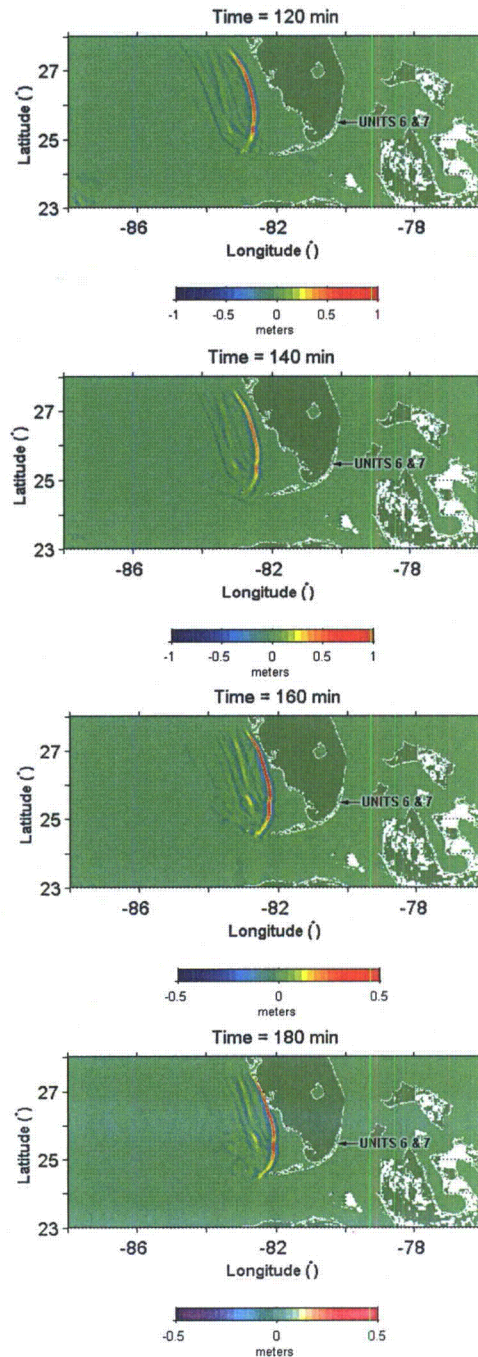 Time = 120 min
27
25
23
Latitude (°)
UNITS 6 & 7
-86
-82
-78
Longitude (°)
-1
-0.5
0
0.5
1
meters
Time = 140 min
27
25
23
Latitude (°)
UNITS 6 & 7
-86
-82
-78
Longitude (°)
-1
-0.5
0
0.5
1
meters
Time = 160 min
27
25
23
Latitude (°)
UNITS 6 & 7
-86
-82
-78
Longitude (°)
-0.5
0
0.5
meters
Time = 180 min
27
25
23
Latitude (°)
UNITS 6 & 7
-86
-82
-78
Longitude (°)
-0.5
0
0.5
meters